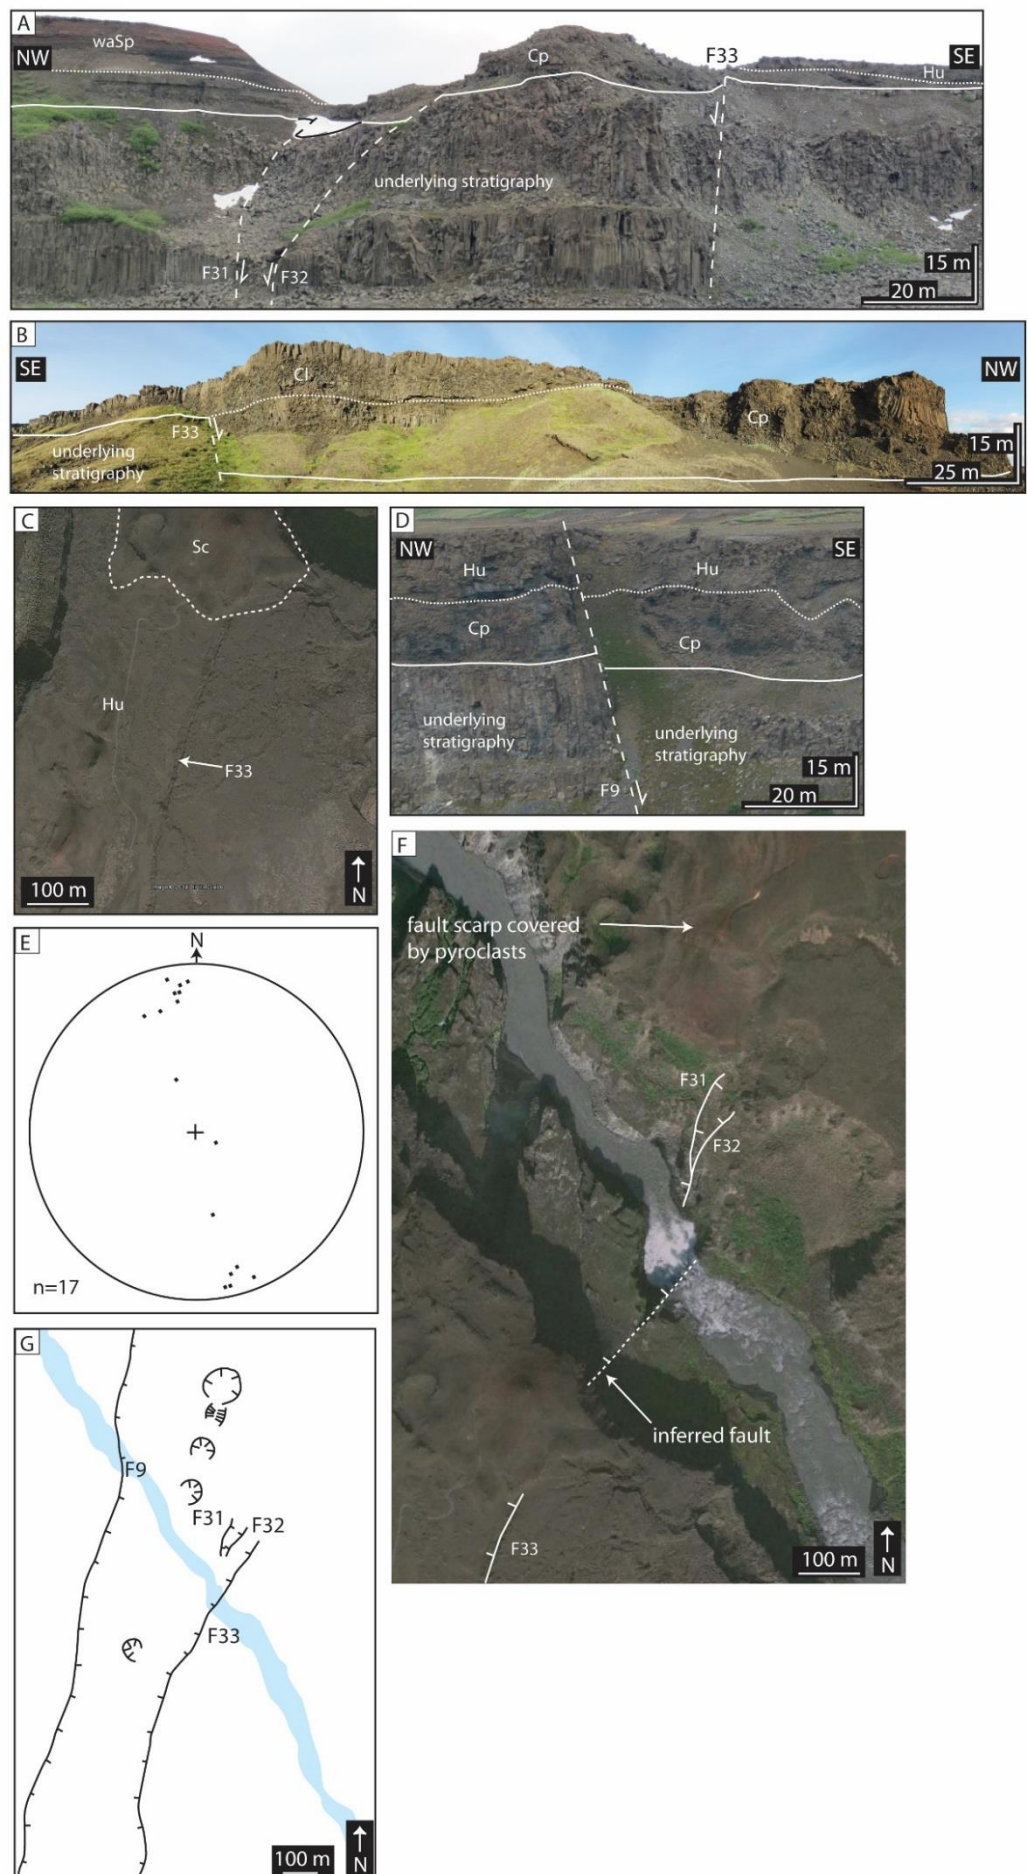 A
NW
waSp
Cp
F33
SE
Hu
underlying stratigraphy
F31
F32
15 m
20 m
B
SE
NW
Cl
Cp
F33
underlying
stratigraphy
15 m
25 m
C
Sc
Hu
F33
100 m
N
D
NW
SE
Hu
Hu
Cp
Cp
underlying
stratigraphy
underlying
stratigraphy
F9
15 m
20 m
E
N
n=17
F
fault scarp covered
by pyroclasts
F31
F32
inferred fault
F33
100 m
N
G
F9
F31
F32
F33
100 m
N